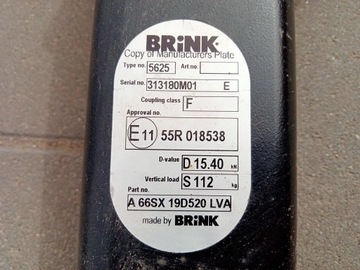 BRiNK
Copy of Manufacturers Plate
Type no. 5625 Art no.
Serial no. 313180M01 E
Coupling class F
Approval no.
E11 55R 018538
D-value D 15.40 kN
Vertical load S 112 kg
Part no.
A 66SX 19D520 LVA
made by BRiNK